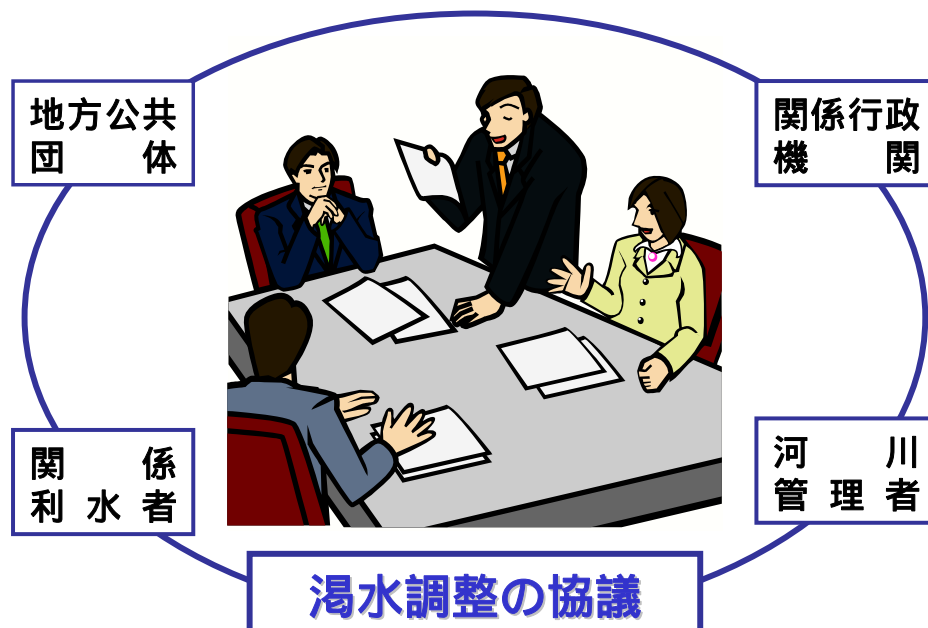 地方公共
団体
関係行政
機関
関係
利水者
河川
管理者
渇水調整の協議